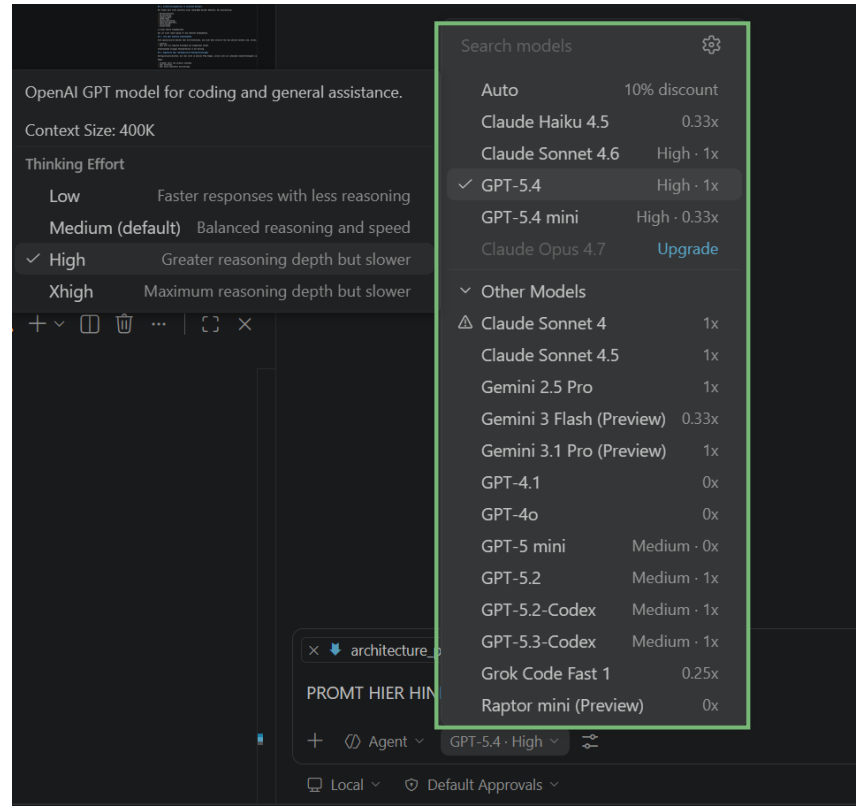 OpenAI GPT model for coding and general assistance.
Context Size: 400K
Thinking Effort
Low Faster responses with less reasoning
Medium (default) Balanced reasoning and speed
High Greater reasoning depth but slower
Xhigh Maximum reasoning depth but slower
Search models
Auto 10% discount
Claude Haiku 4.5 0.33x
Claude Sonnet 4.6 High · 1x
GPT-5.4 High · 1x
GPT-5.4 mini High · 0.33x
Claude Opus 4.7 Upgrade
Other Models
Claude Sonnet 4 1x
Claude Sonnet 4.5 1x
Gemini 2.5 Pro 1x
Gemini 3 Flash (Preview) 0.33x
Gemini 3.1 Pro (Preview) 1x
GPT-4.1 0x
GPT-4o 0x
GPT-5 mini Medium · 0x
GPT-5.2 Medium · 1x
GPT-5.2-Codex Medium · 1x
GPT-5.3-Codex Medium · 1x
Grok Code Fast 1 0.25x
Raptor mini (Preview) 0x
architecture_p
PROMT HIER HIN
Agent GPT-5.4 · High
Local Default Approvals